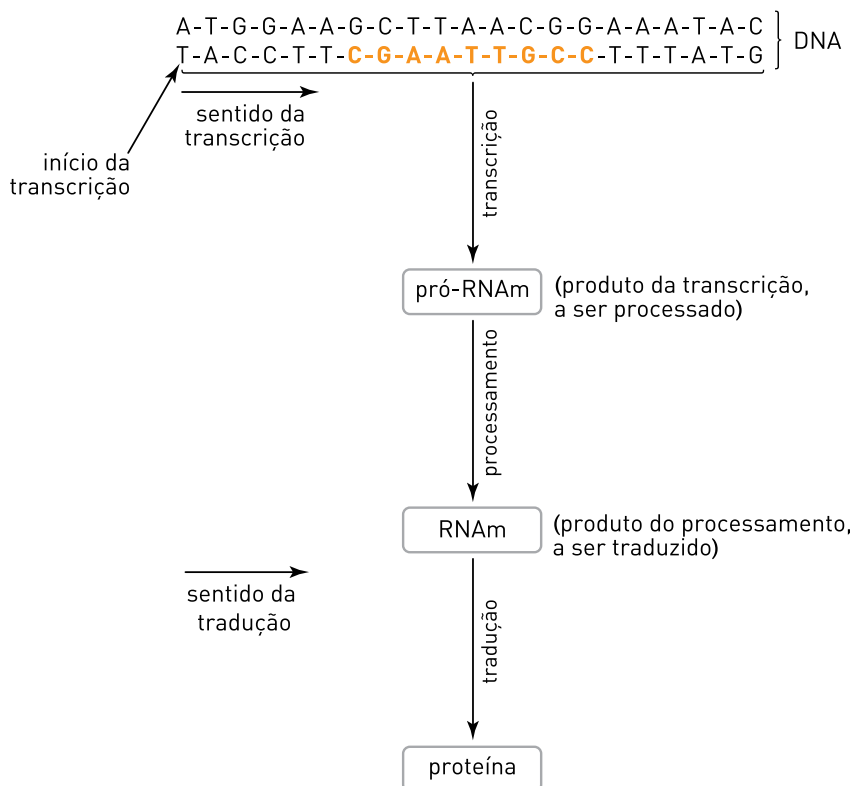 A-T-G-G-A-A-G-C-T-T-A-A-C-G-G-A-A-A-T-A-C
T-A-C-C-T-T-C-G-A-A-T-T-G-C-C-T-T-T-A-T-G
DNA
sentido da
transcrição
início da
transcrição
transcrição
pró-RNAm
(produto da transcrição,
a ser processado)
processamento
RNAm
(produto do processamento,
a ser traduzido)
sentido da
tradução
tradução
proteína